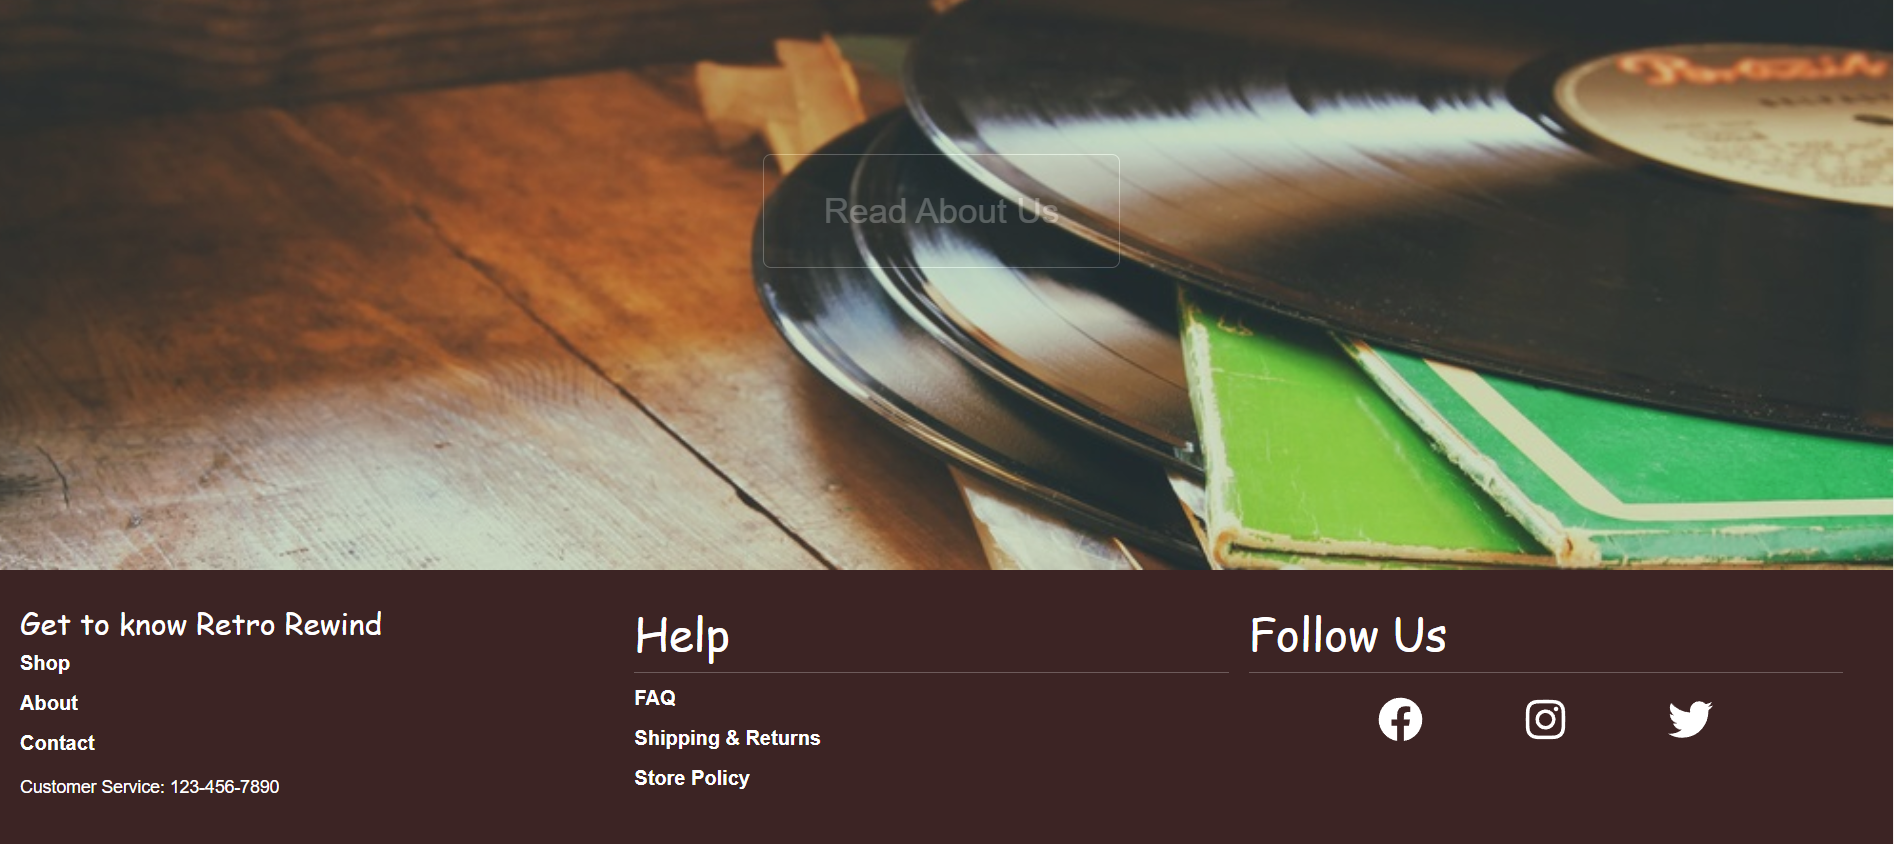 Read About Us
Get to know Retro Rewind
Shop
About
Contact
Customer Service: 123-456-7890
Help
FAQ
Shipping & Returns
Store Policy
Follow Us